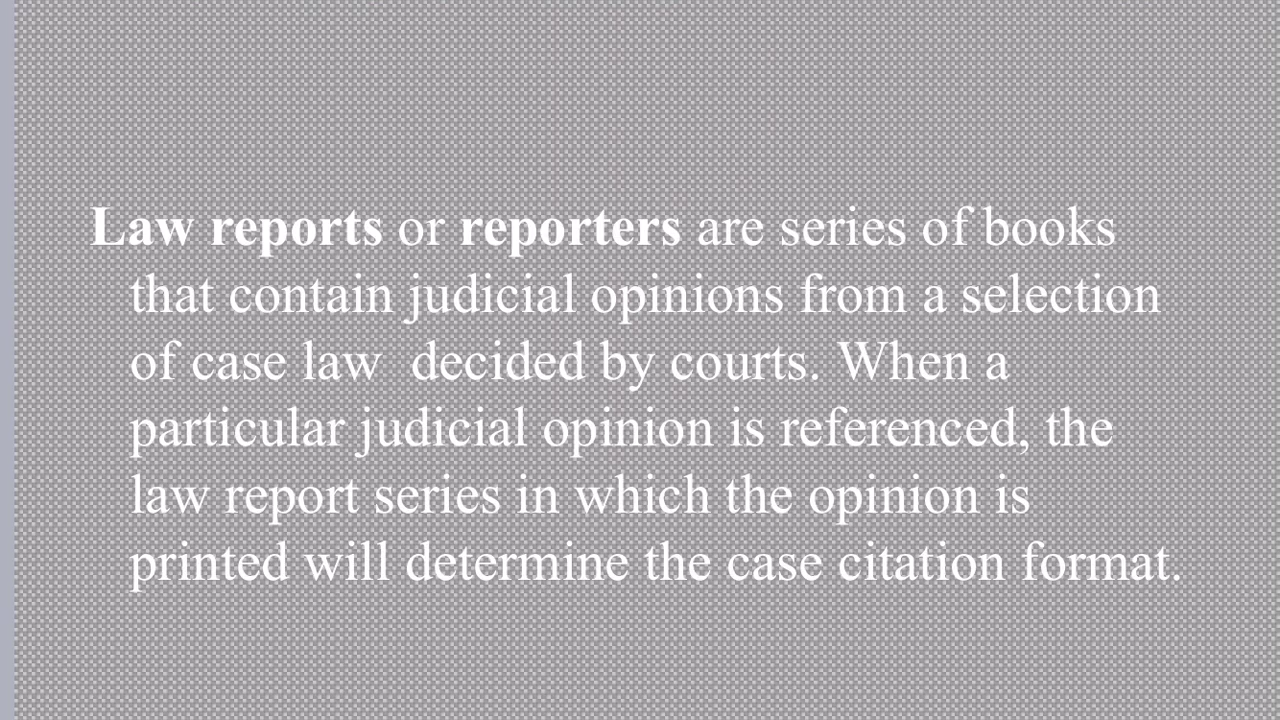 Law reports or reporters are series of books
that contain judicial opinions from a selection
of case law  decided by courts. When a
particular judicial opinion is referenced, the
law report series in which the opinion is
printed will determine the case citation format.